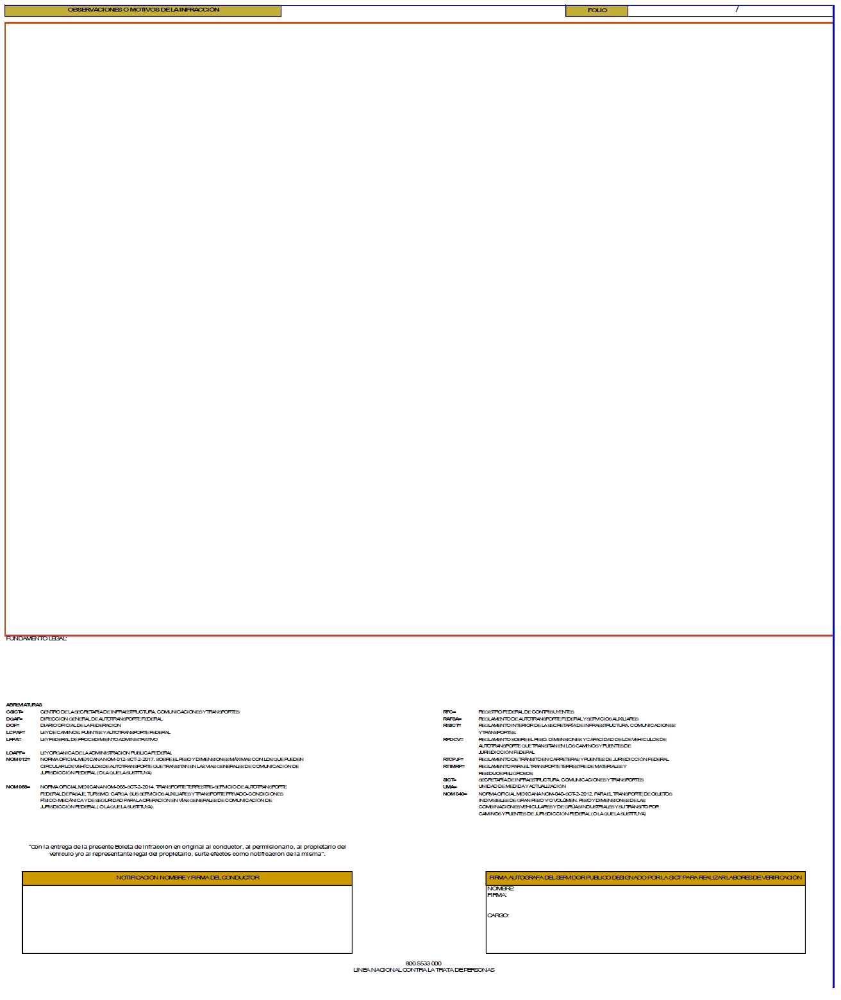 OBSERVACIONES O MOTIVOS DE LA INFRACCIÓN
FOLIO /
FUNDAMENTO LEGAL:
ABREVIATURAS
CSICT= CENTRO DE LA SECRETARÍA DE INFRAESTRUCTURA, COMUNICACIONES Y TRANSPORTES
DGAF= DIRECCION GENERAL DE AUTOTRANSPORTE FEDERAL
DOF= DIARIO OFICIAL DE LA FEDERACION
LCPAF= LEY DE CAMINOS, PUENTES Y AUTOTRANSPORTE FEDERAL
LFPA= LEY FEDERAL DE PROCEDIMIENTO ADMINISTRATIVO
LOAPF= LEY ORGANICA DE LA ADMINISTRACION PUBLICA FEDERAL
NOM 012= NORMA OFICIAL MEXICANA NOM-012-SCT-2-2017, SOBRE EL PESO Y DIMENSIONES MÁXIMAS CON LOS QUE PUEDEN
CIRCULAR LOS VEHÍCULOS DE AUTOTRANSPORTE QUE TRANSITAN EN LAS VIAS GENERALES DE COMUNICACIÓN DE
JURISDICCIÓN FEDERAL ( O LA QUE LA SUSTITUYA)
NOM 068= NORMA OFICIAL MEXICANA NOM-068-SCT-2-2014, TRANSPORTE TERRESTRE-SERVICIO DE AUTOTRANSPORTE
FEDERAL DE PASAJE, TURISMO, CARGA, SUS SERVICIOS AUXILIARES Y TRANSPORTE PRIVADO-CONDICIONES
FÍSICO-MECÁNICA Y DE SEGURIDAD PARA LA OPERACIÓN EN VÍAS GENERALES DE COMUNICACIÓN DE
JURISDICCIÓN FEDERAL ( O LA QUE LA SUSTITUYA).
RFC= REGISTRO FEDERAL DE CONTRIBUYENTES
RAFSA= REGLAMENTO DE AUTOTRANSPORTE FEDERAL Y SERVICIOS AUXILIARES
RISICT= REGLAMENTO INTERIOR DE LA SECRETARÍA DE INFRAESTRUCTURA, COMUNICACIONES
Y TRANSPORTES.
RPDCV= REGLAMENTO SOBRE EL PESO, DIMENSIONES Y CAPACIDAD DE LOS VEHICULOS DE
AUTOTRANSPORTE QUE TRANSITAN EN LOS CAMINOS Y PUENTES DE
JURISDICCIÓN FEDERAL
RTCPJF= REGLAMENTO DE TRÁNSITO EN CARRETERAS Y PUENTES DE JURISDICCIÓN FEDERAL
RTTMRP= REGLAMENTO PARA EL TRANSPORTE TERRESTRE DE MATERIALES Y
RESIDUOS PELIGROSOS
SICT= SECRETARÍA DE INFRAESTRUCTURA, COMUNICACIONES Y TRANSPORTES
UMA= UNIDAD DE MEDIDA Y ACTUALIZACIÓN
NOM 040= NORMA OFICIAL MEXICANA NOM-040-SCT-2-2012, PARA EL TRANSPORTE DE OBJETOS
INDIVISIBLES DE GRAN PESO Y/O VOLÚMEN, PESO Y DIMENSIONES DE LAS
COMBINACIONES VEHICULARES Y DE GRÚAS INDUSTRIALES Y SU TRÁNSITO POR
CAMINOS Y PUENTES DE JURISDICCIÓN FEDERAL ( O LA QUE LA SUSTITUYA)
"Con la entrega de la presente Boleta de infracción en original al conductor, al permisionario, al propietario del
vehículo y/o al representante legal del propietario, surte efectos como notificación de la misma".
NOTIFICACIÓN NOMBRE Y FIRMA DEL CONDUCTOR
FIRMA AUTOGRAFA DEL SERVIDOR PUBLICO DESIGNADO POR LA SICT PARA REALIZAR LABORES DE VERIFICACIÓN
NOMBRE:
FIRMA:
CARGO:
800 5533 000
LINEA NACIONAL CONTRA LA TRATA DE PERSONAS